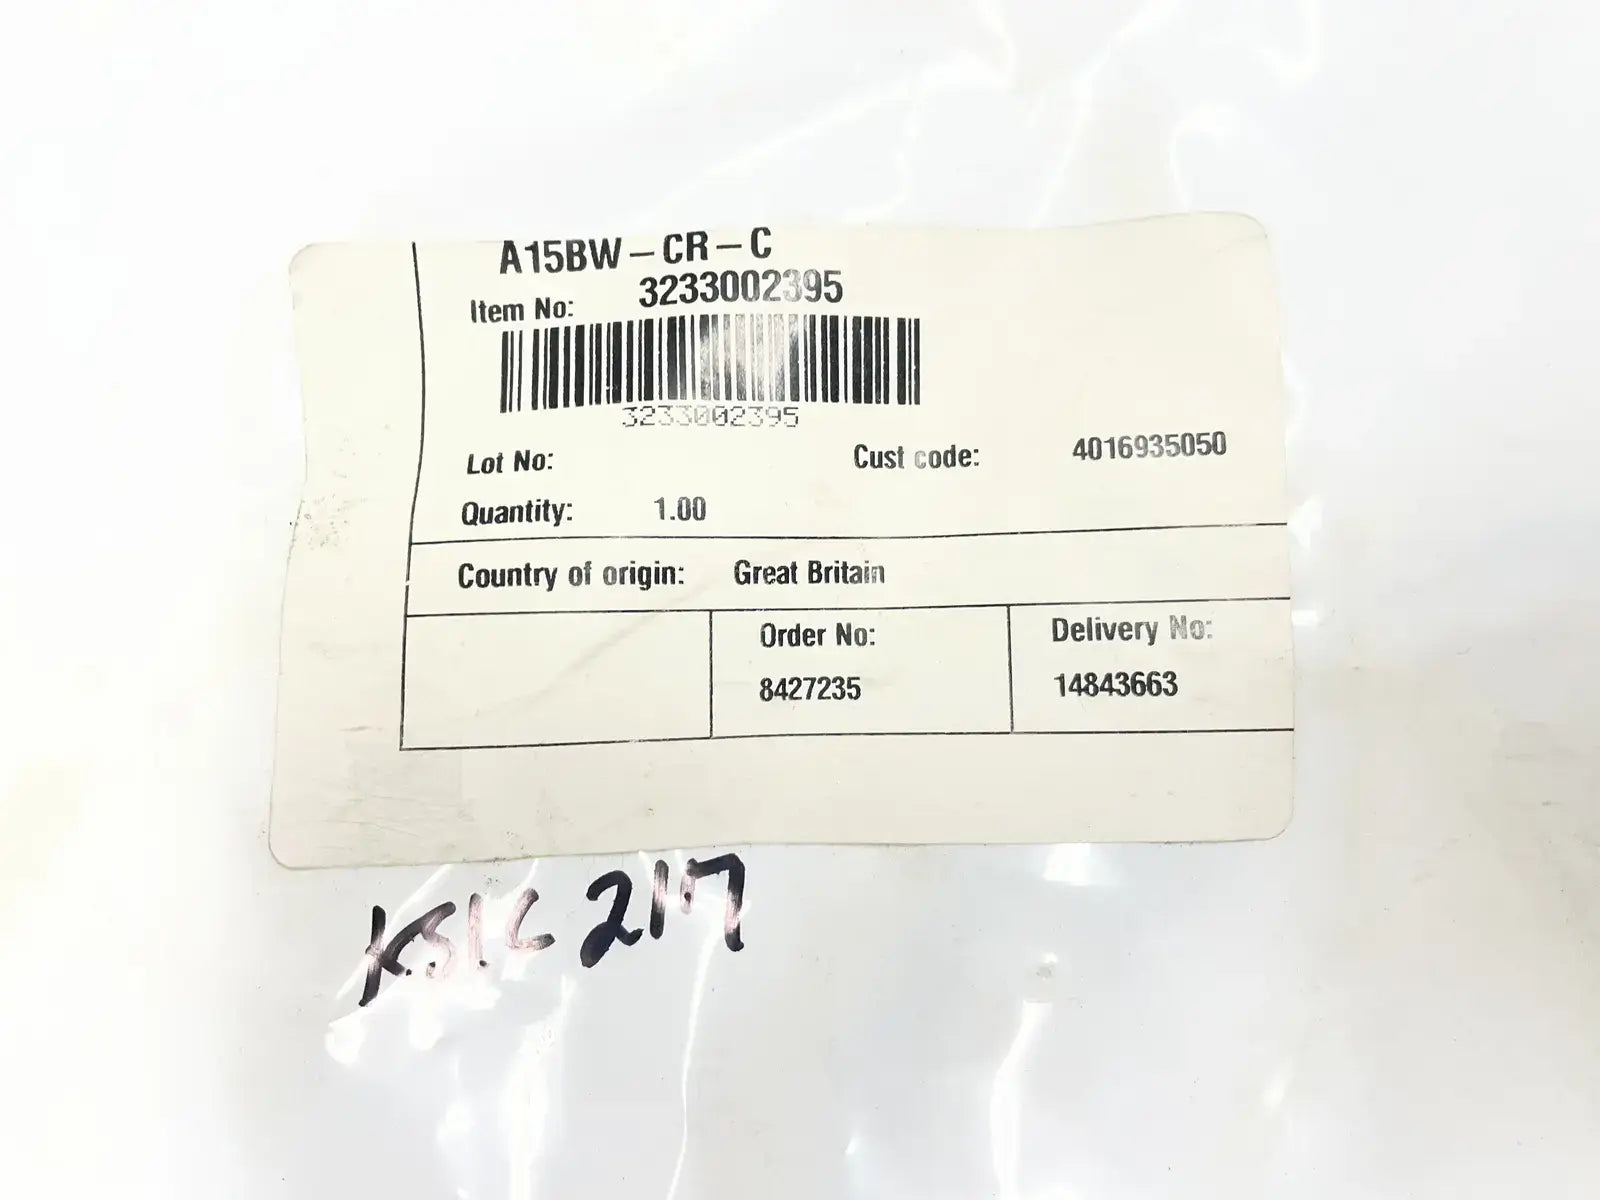 A15BW-CR-C
Item No: 3233002395
3233002395
Lot No: Cust code: 4016935050
Quantity: 1.00
Country of origin: Great Britain
Order No: Delivery No:
8427235 14843663